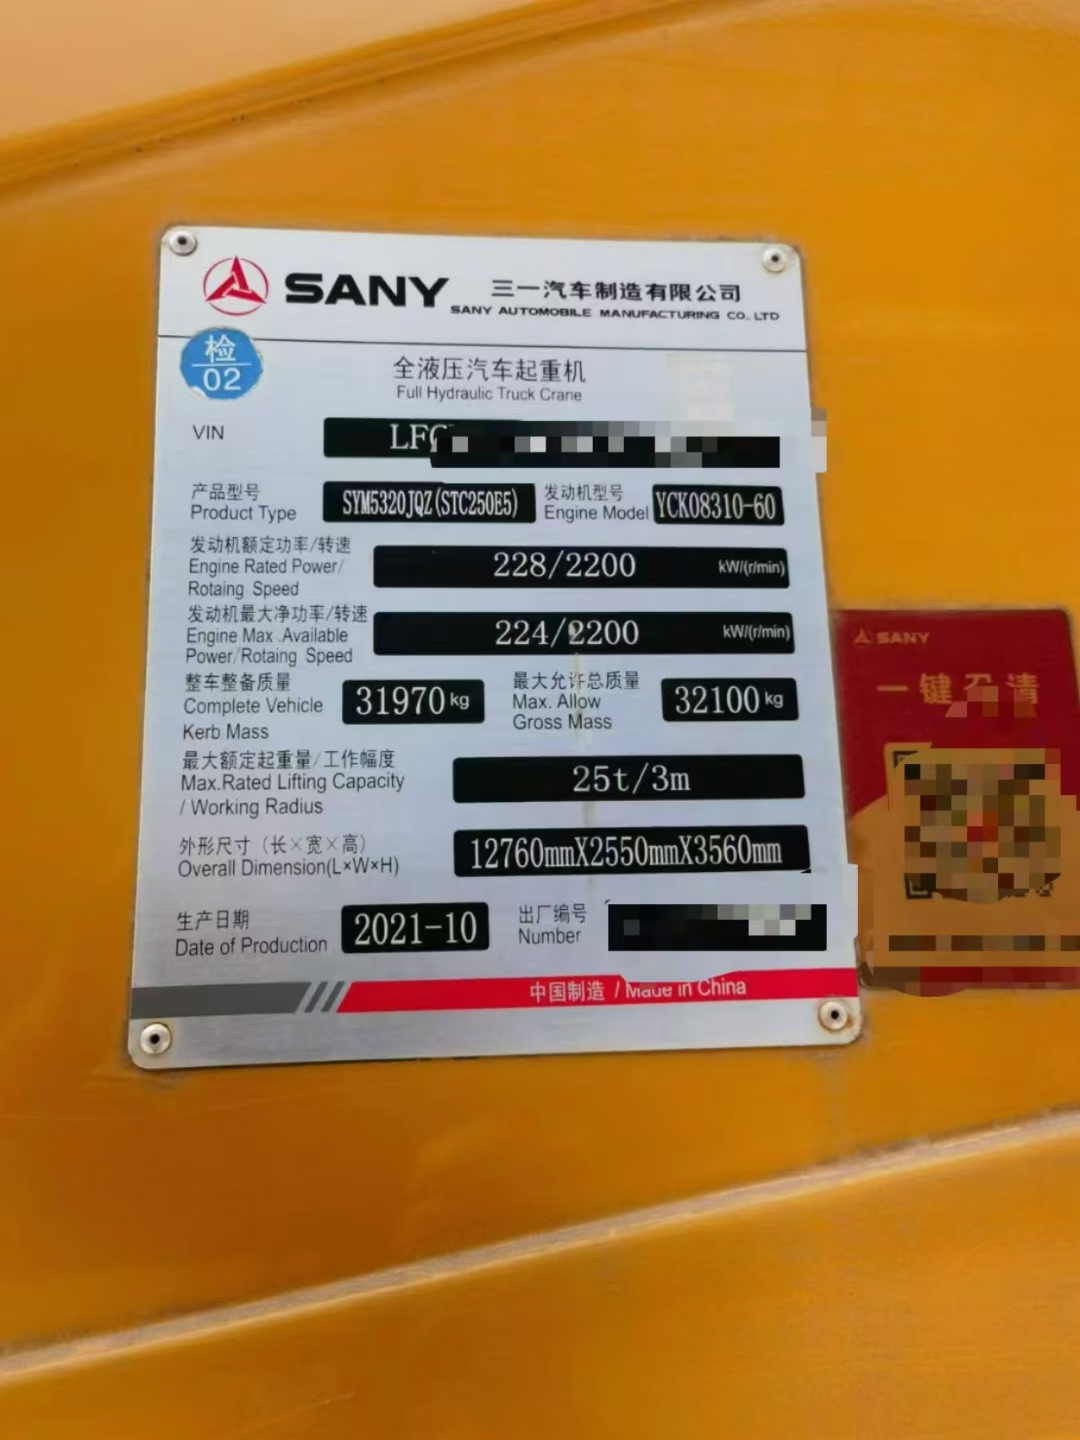 SANY
三一汽车制造有限公司
SANY AUTOMOBILE MANUFACTURING CO., LTD
检
02
全液压汽车起重机
Full Hydraulic Truck Crane
VIN
产品型号
Product Type
SYM5320JQZ(STC250E5)
发动机型号
Engine Model
YCK08310-60
发动机额定功率/转速
Engine Rated Power/
Rotaing Speed
228/2200 kW/(r/min)
发动机最大净功率/转速
Engine Max .Available
Power/Rotaing Speed
224/2200 kW/(r/min)
整车整备质量
Complete Vehicle
Kerb Mass
31970 kg
最大允许总质量
Max. Allow
Gross Mass
32100 kg
最大额定起重量/工作幅度
Max.Rated Lifting Capacity
/ Working Radius
25t/3m
外形尺寸（长×宽×高）
Overall Dimension(L×W×H)
12760mmX2550mmX3560mm
生产日期
Date of Production
2021-10
出厂编号
Number
中国制造 / Made in China
SANY
一键
清